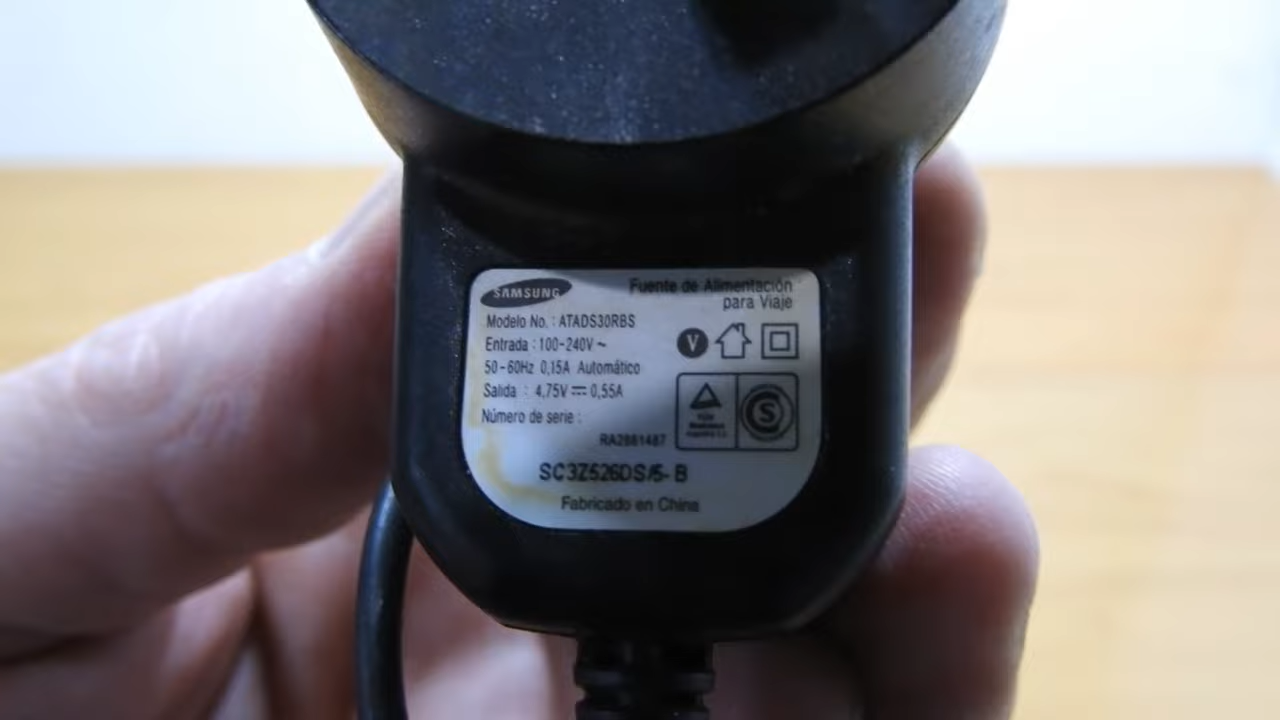 SAMSUNG
Fuente de Alimentación
para Viaje
Modelo No. : ATADS30RBS
Entrada : 100-240V ~
50-60Hz 0,15A Automático
Salida : 4,75V ⎓ 0,55A
Número de serie :
RA2861487
SC3Z526DS/5-B
Fabricado en China
V
S